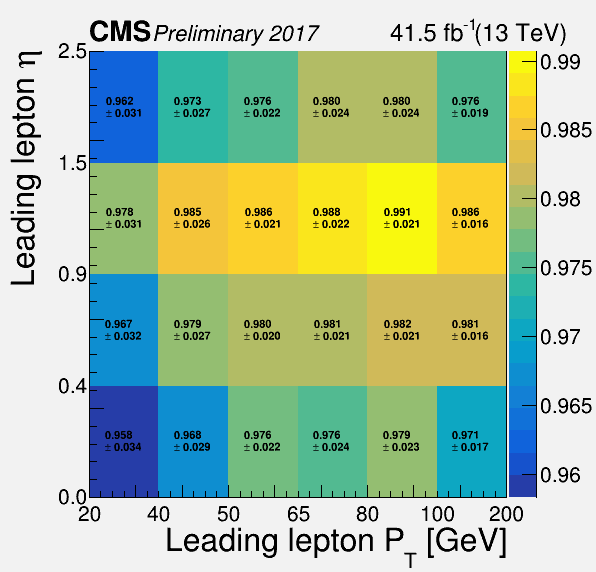 CMS Preliminary 2017 41.5 fb⁻¹(13 TeV)
Leading lepton η
2.5
1.5
0.9
0.4
0.0
0.962 0.973 0.976 0.980 0.980 0.976
± 0.031 ± 0.027 ± 0.022 ± 0.024 ± 0.024 ± 0.019
0.978 0.985 0.986 0.988 0.991 0.986
± 0.031 ± 0.026 ± 0.021 ± 0.022 ± 0.021 ± 0.016
0.967 0.979 0.980 0.981 0.982 0.981
± 0.032 ± 0.027 ± 0.020 ± 0.021 ± 0.021 ± 0.016
0.958 0.968 0.976 0.976 0.979 0.971
± 0.034 ± 0.029 ± 0.022 ± 0.024 ± 0.023 ± 0.017
20 40 50 65 80 100 200
Leading lepton P_T [GeV]
0.99
0.985
0.98
0.975
0.97
0.965
0.96